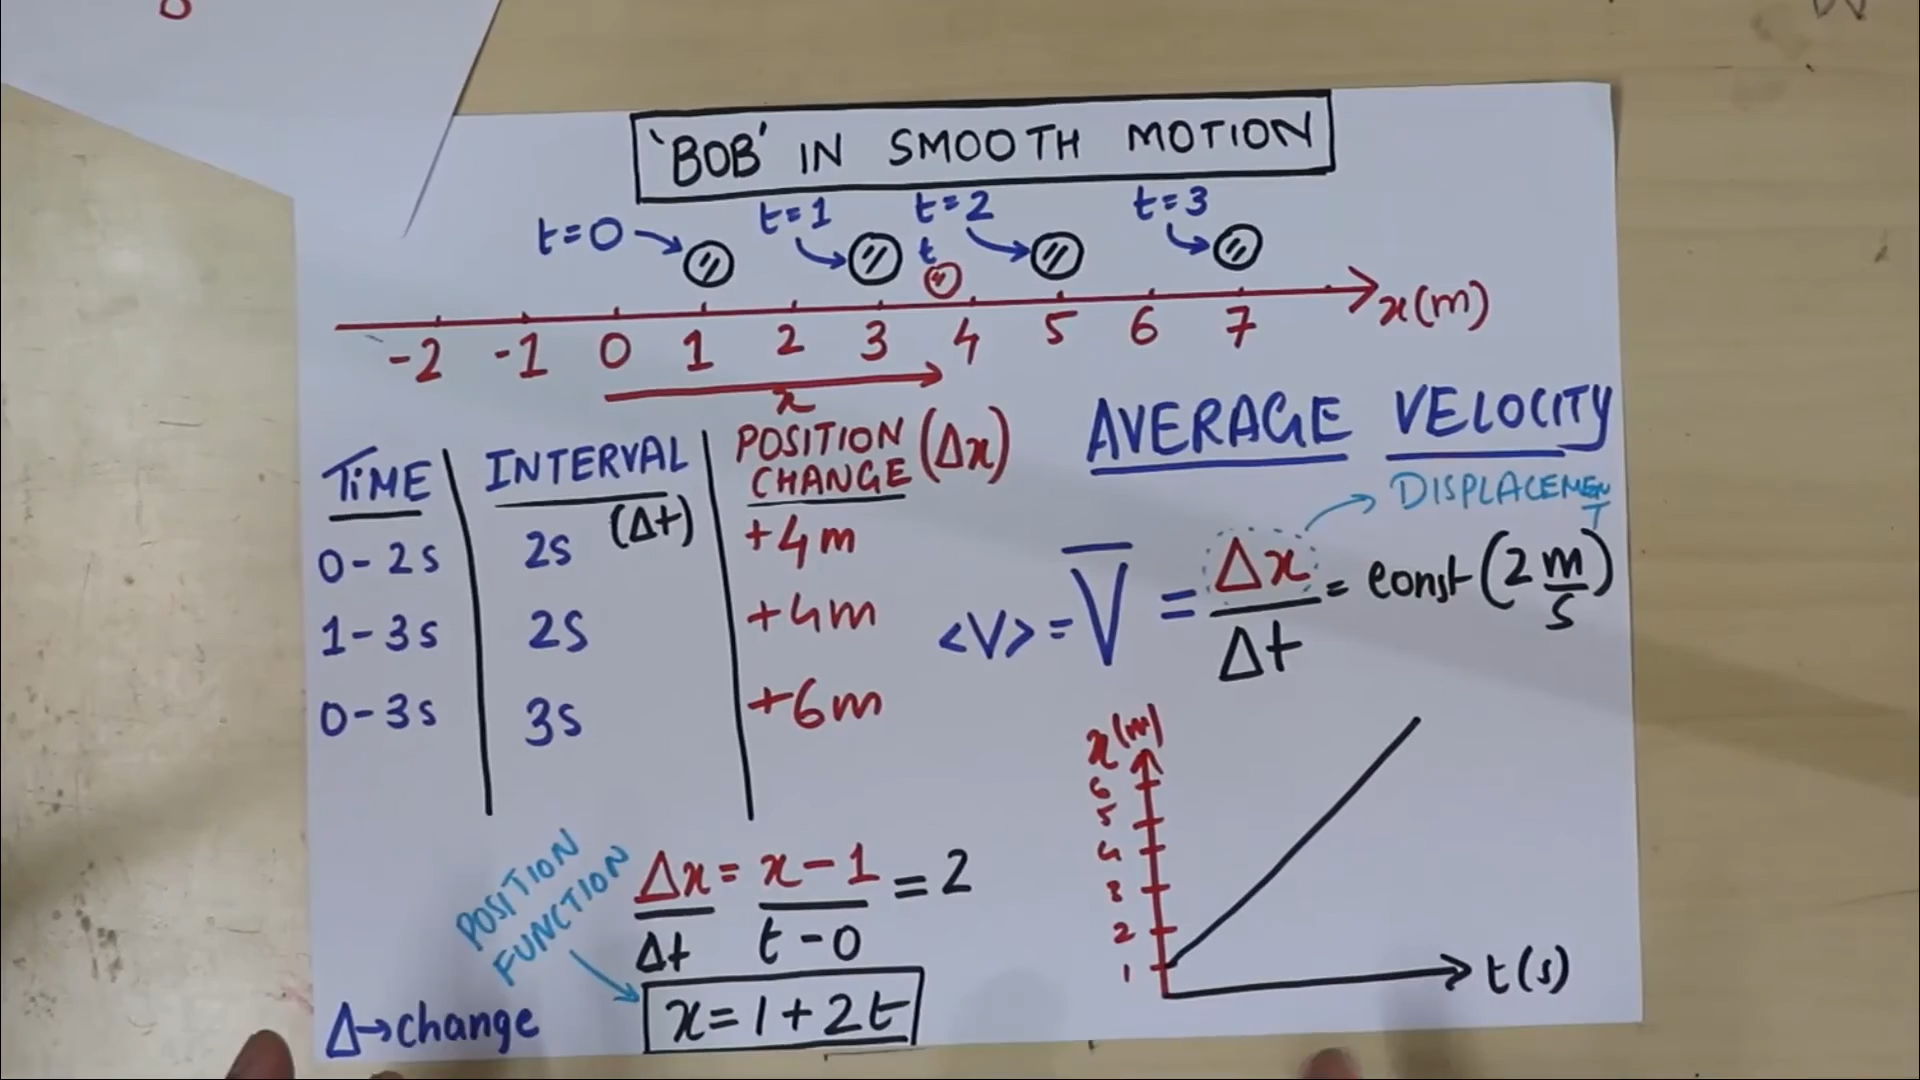 'BOB' IN SMOOTH MOTION
t=0 t=1 t=2 t=3
t
-2 -1 0 1 2 3 4 5 6 7 x(m)
x
AVERAGE VELOCITY
DISPLACEMENT
TIME INTERVAL (Δt) POSITION CHANGE (Δx)
0-2s 2s +4m
1-3s 2s +4m
0-3s 3s +6m
<V> = V̅ = Δx/Δt = const (2 m/s)
x(m)
6
5
4
3
2
1
t(s)
POSITION FUNCTION
Δx/Δt = x-1/t-0 = 2
x=1+2t
Δ→change